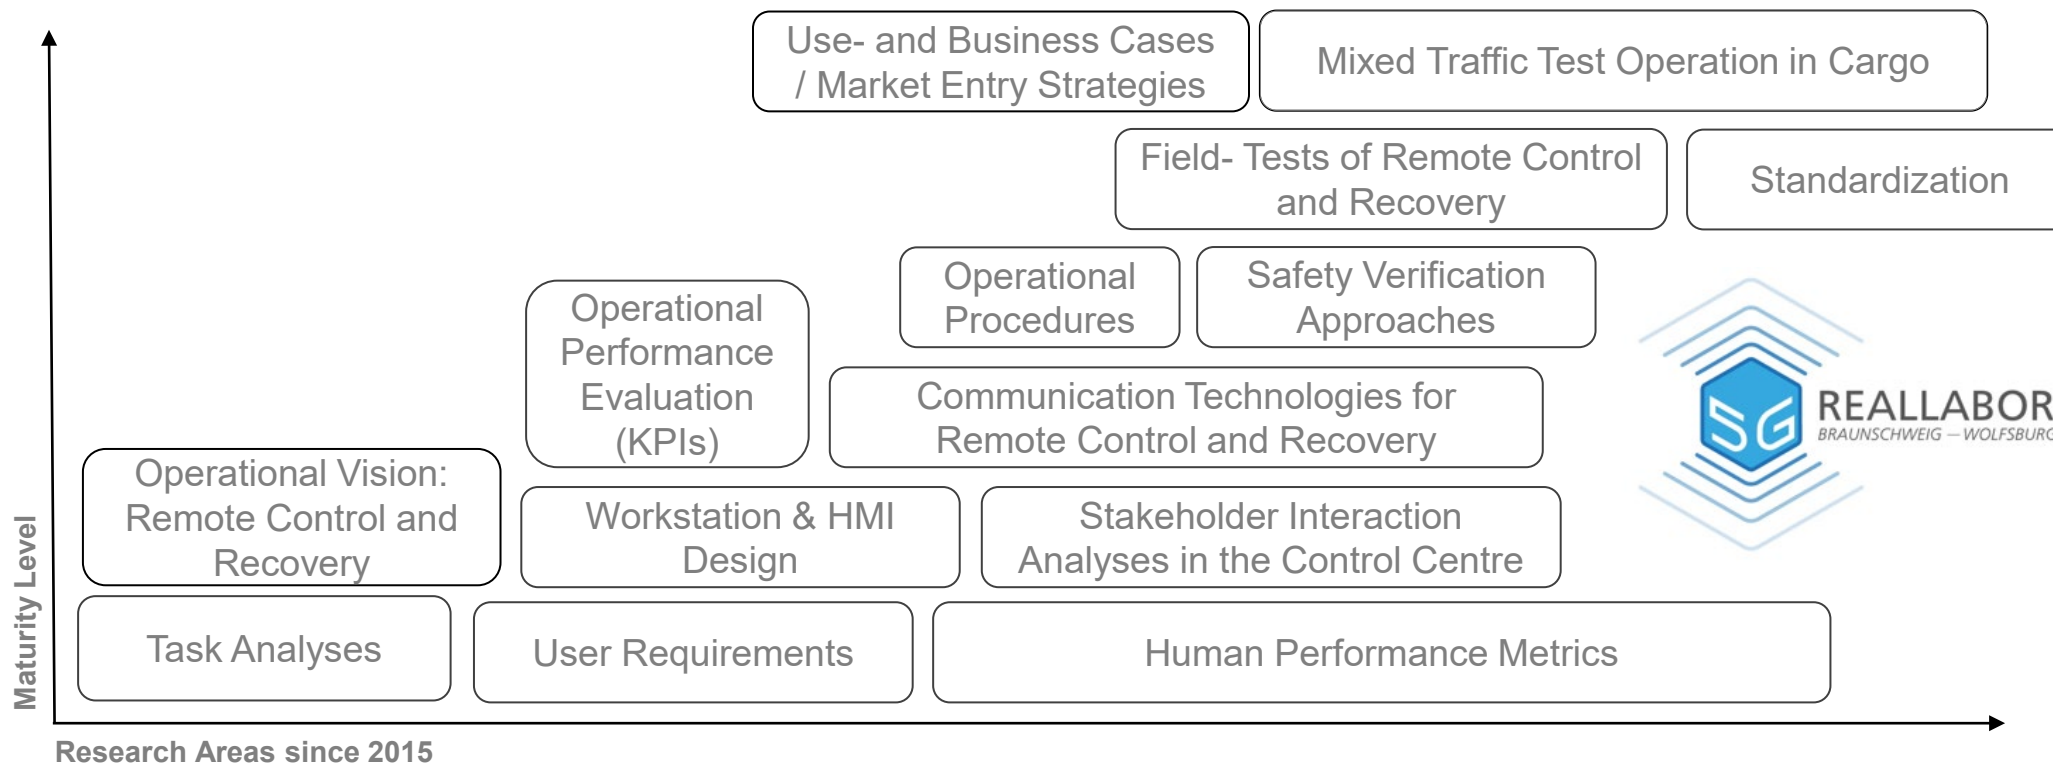 Use- and Business Cases
/ Market Entry Strategies
Mixed Traffic Test Operation in Cargo
Field- Tests of Remote Control
and Recovery
Standardization
Operational
Procedures
Safety Verification
Approaches
Operational
Performance
Evaluation
(KPIs)
Communication Technologies for
Remote Control and Recovery
5G
REALLABOR
BRAUNSCHWEIG — WOLFSBURG
Operational Vision:
Remote Control and
Recovery
Workstation & HMI
Design
Stakeholder Interaction
Analyses in the Control Centre
Task Analyses
User Requirements
Human Performance Metrics
Maturity Level
Research Areas since 2015